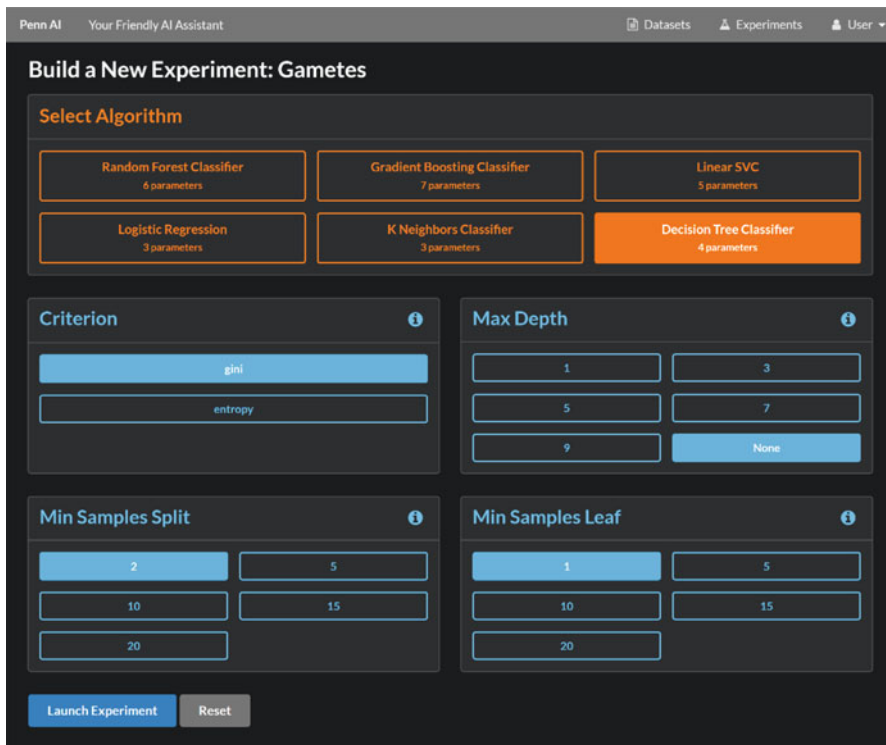 Penn AI Your Friendly AI Assistant Datasets Experiments User
Build a New Experiment: Gametes
Select Algorithm
Random Forest Classifier
6 parameters
Gradient Boosting Classifier
7 parameters
Linear SVC
5 parameters
Logistic Regression
3 parameters
K Neighbors Classifier
3 parameters
Decision Tree Classifier
4 parameters
Criterion
gini
entropy
Max Depth
1 3
5 7
9 None
Min Samples Split
2 5
10 15
20
Min Samples Leaf
1 5
10 15
20
Launch Experiment Reset